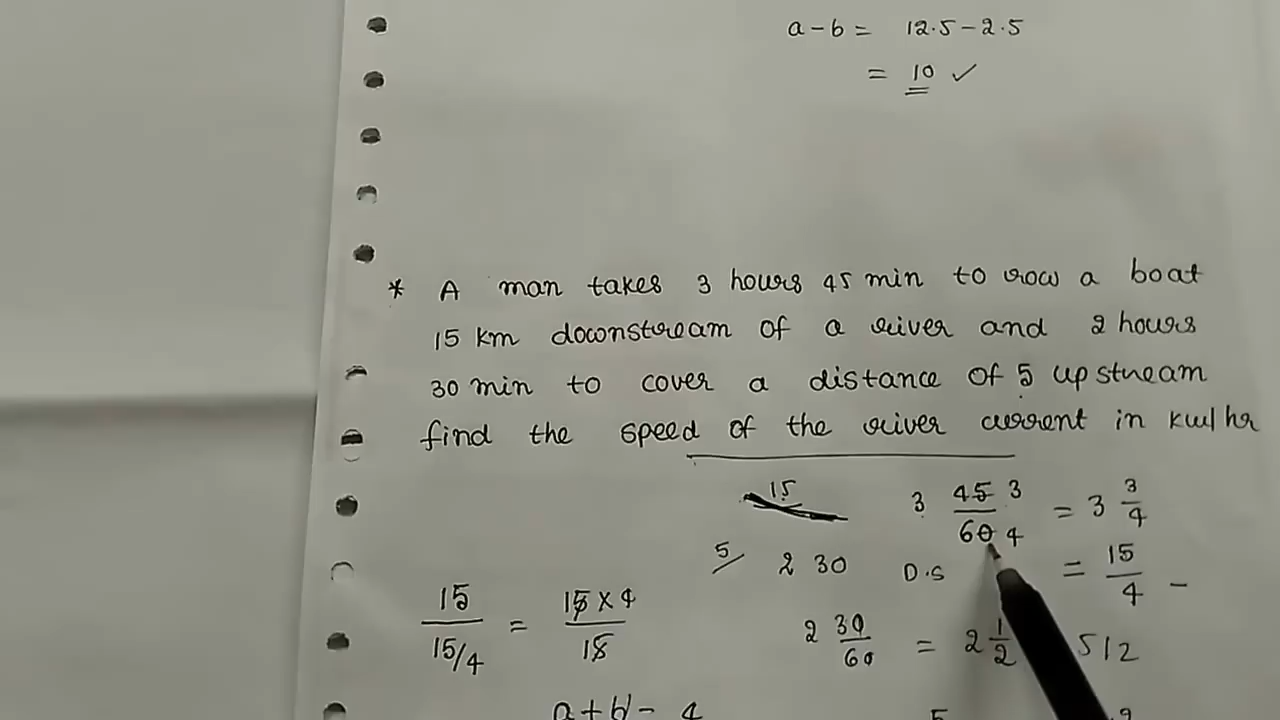 a-b = 12.5-2.5
= 10 ✓
* A man takes 3 hours 45 min to row a boat
15 km downstream of a river and 2 hours
30 min to cover a distance of 5 upstream
find the speed of the river current in km/hr
15
3 45/60 3 4 = 3 3/4
5/ 2 30 D.S = 15/4 -
15 / 15/4 = 15 x 4 / 15
2 30/60 = 2 1/2 5/2
a+b = 4
5
2